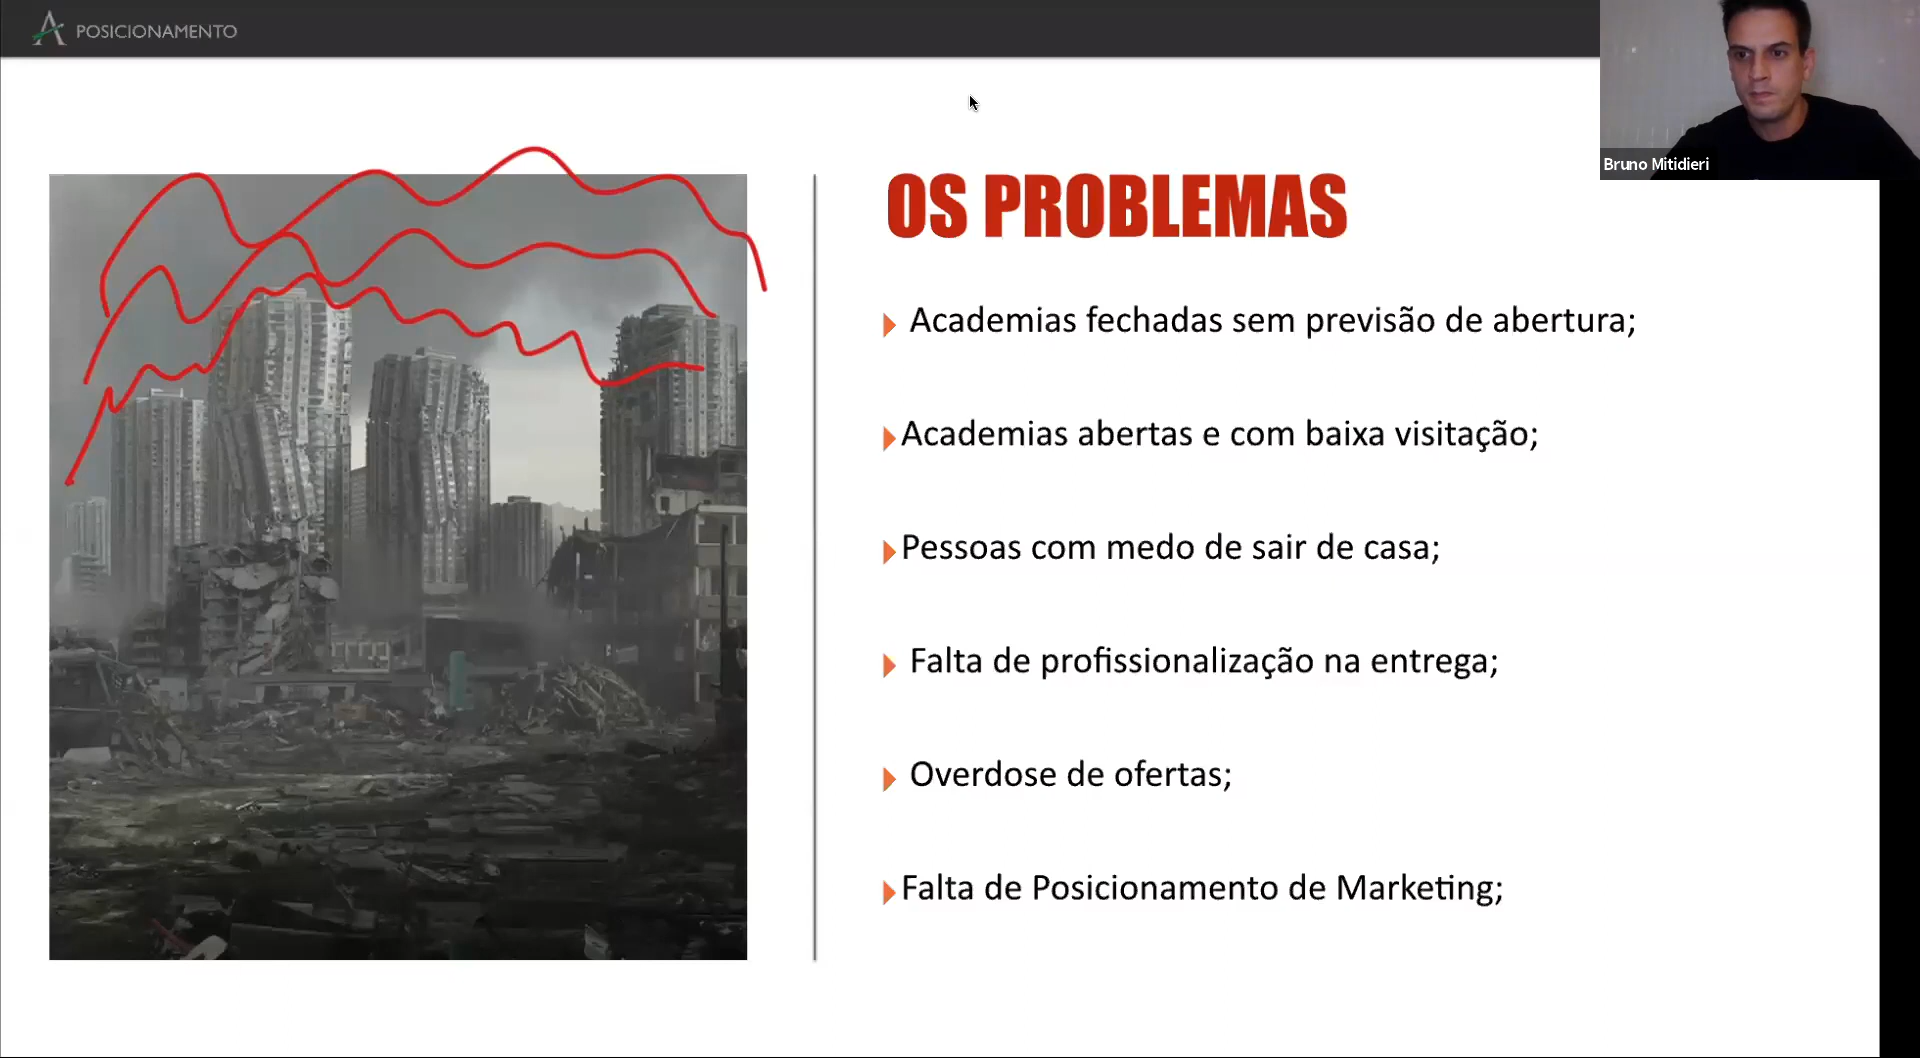 POSICIONAMENTO
Bruno Mitidieri
OS PROBLEMAS
Academias fechadas sem previsão de abertura;
Academias abertas e com baixa visitação;
Pessoas com medo de sair de casa;
Falta de profissionalização na entrega;
Overdose de ofertas;
Falta de Posicionamento de Marketing;